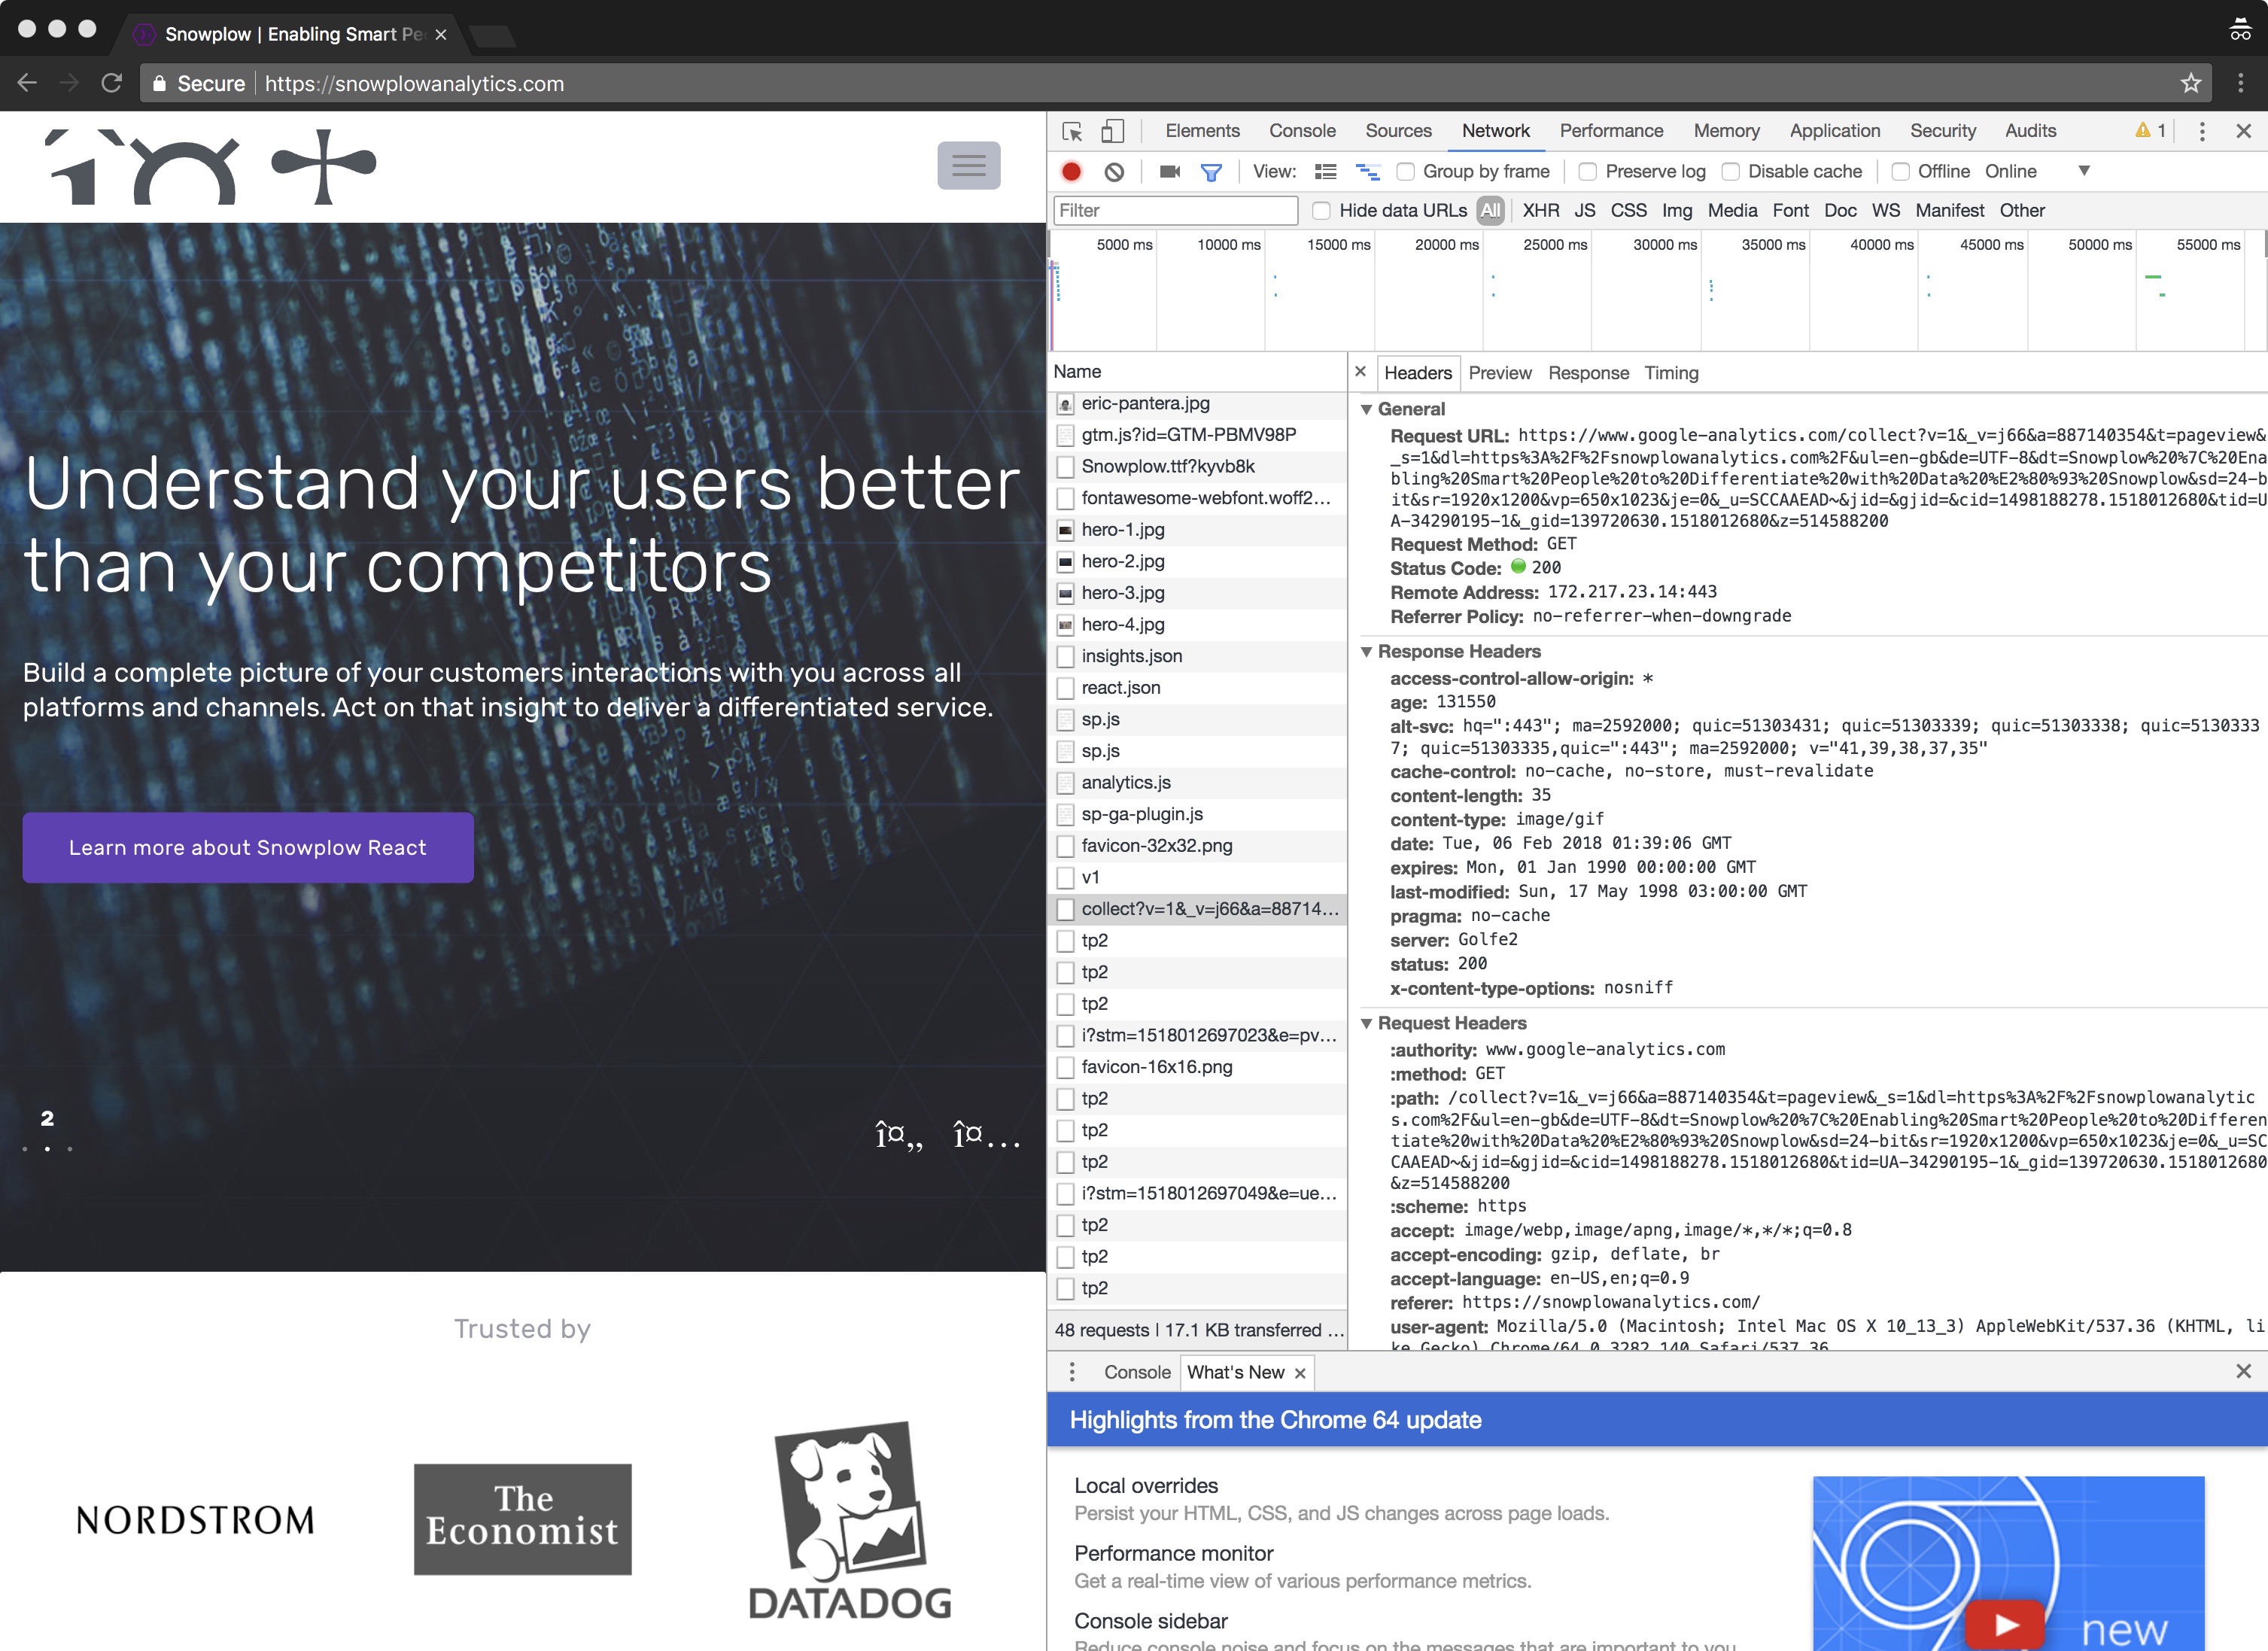 Snowplow | Enabling Smart Pe
Secure
https://snowplowanalytics.com
Understand your users better
than your competitors
Build a complete picture of your customers interactions with you across all
platforms and channels. Act on that insight to deliver a differentiated service.
Learn more about Snowplow React
2
î¤„ î¤…
Trusted by
NORDSTROM
The
Economist
DATADOG
Elements Console Sources Network Performance Memory Application Security Audits 1
View: Group by frame Preserve log Disable cache Offline Online
Filter Hide data URLs All XHR JS CSS Img Media Font Doc WS Manifest Other
5000 ms 10000 ms 15000 ms 20000 ms 25000 ms 30000 ms 35000 ms 40000 ms 45000 ms 50000 ms 55000 ms
Name
eric-pantera.jpg
gtm.js?id=GTM-PBMV98P
Snowplow.ttf?kyvb8k
fontawesome-webfont.woff2…
hero-1.jpg
hero-2.jpg
hero-3.jpg
hero-4.jpg
insights.json
react.json
sp.js
sp.js
analytics.js
sp-ga-plugin.js
favicon-32x32.png
v1
collect?v=1&_v=j66&a=88714…
tp2
tp2
tp2
i?stm=1518012697023&e=pv…
favicon-16x16.png
tp2
tp2
tp2
i?stm=1518012697049&e=ue…
tp2
tp2
tp2
48 requests | 17.1 KB transferred …
Headers Preview Response Timing
General
Request URL: https://www.google-analytics.com/collect?v=1&_v=j66&a=887140354&t=pageview&
_s=1&dl=https%3A%2F%2Fsnowplowanalytics.com%2F&ul=en-gb&de=UTF-8&dt=Snowplow%20%7C%20Ena
bling%20Smart%20People%20to%20Differentiate%20with%20Data%20%E2%80%93%20Snowplow&sd=24-b
it&sr=1920x1200&vp=650x1023&je=0&_u=SCCAAEAD~&jid=&gjid=&cid=1498188278.1518012680&tid=U
A-34290195-1&_gid=139720630.1518012680&z=514588200
Request Method: GET
Status Code: 200
Remote Address: 172.217.23.14:443
Referrer Policy: no-referrer-when-downgrade
Response Headers
access-control-allow-origin: *
age: 131550
alt-svc: hq=":443"; ma=2592000; quic=51303431; quic=51303339; quic=51303338; quic=5130333
7; quic=51303335,quic=":443"; ma=2592000; v="41,39,38,37,35"
cache-control: no-cache, no-store, must-revalidate
content-length: 35
content-type: image/gif
date: Tue, 06 Feb 2018 01:39:06 GMT
expires: Mon, 01 Jan 1990 00:00:00 GMT
last-modified: Sun, 17 May 1998 03:00:00 GMT
pragma: no-cache
server: Golfe2
status: 200
x-content-type-options: nosniff
Request Headers
:authority: www.google-analytics.com
:method: GET
:path: /collect?v=1&_v=j66&a=887140354&t=pageview&_s=1&dl=https%3A%2F%2Fsnowplowanalytic
s.com%2F&ul=en-gb&de=UTF-8&dt=Snowplow%20%7C%20Enabling%20Smart%20People%20to%20Differen
tiate%20with%20Data%20%E2%80%93%20Snowplow&sd=24-bit&sr=1920x1200&vp=650x1023&je=0&_u=SC
CAAEAD~&jid=&gjid=&cid=1498188278.1518012680&tid=UA-34290195-1&_gid=139720630.1518012680
&z=514588200
:scheme: https
accept: image/webp,image/apng,image/*,*/*;q=0.8
accept-encoding: gzip, deflate, br
accept-language: en-US,en;q=0.9
referer: https://snowplowanalytics.com/
user-agent: Mozilla/5.0 (Macintosh; Intel Mac OS X 10_13_3) AppleWebKit/537.36 (KHTML, li
ke Gecko) Chrome/64.0.3282.140 Safari/537.36
Console What's New
Highlights from the Chrome 64 update
Local overrides
Persist your HTML, CSS, and JS changes across page loads.
Performance monitor
Get a real-time view of various performance metrics.
Console sidebar
Reduce console noise and focus on the messages that are important to you.
new